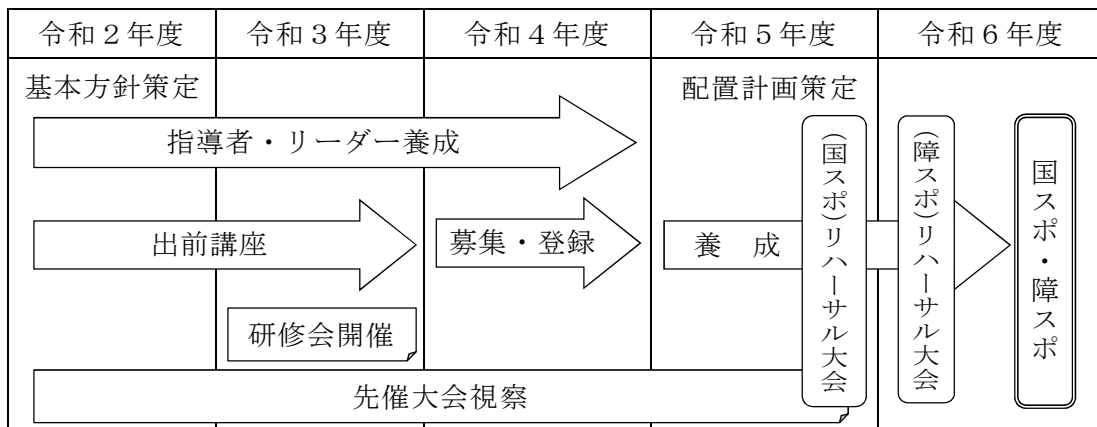 令和２年度
令和３年度
令和４年度
令和５年度
令和６年度
基本方針策定
配置計画策定
指導者・リーダー養成
出前講座
募集・登録
養　成
研修会開催
先催大会視察
(国スポ)リハーサル大会
(障スポ)リハーサル大会
国スポ・障スポ